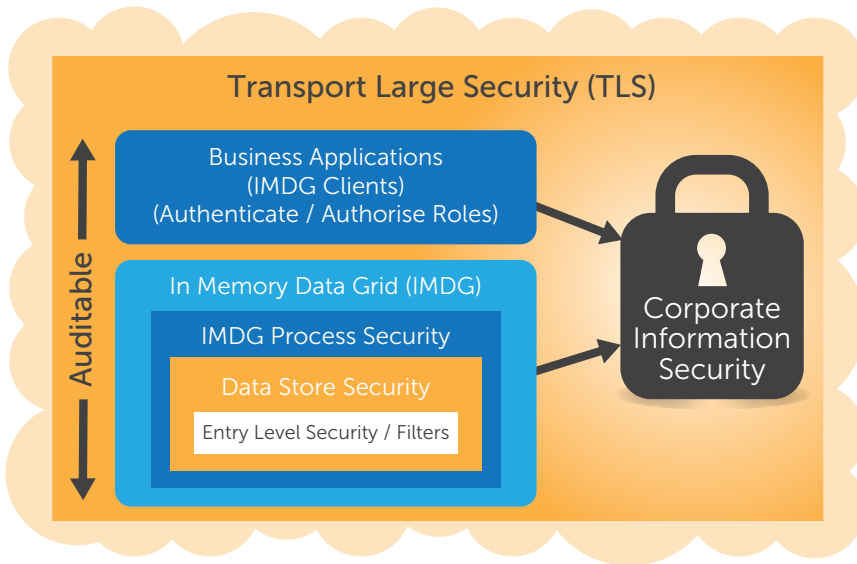 Transport Large Security (TLS)
Auditable
Business Applications
(IMDG Clients)
(Authenticate / Authorise Roles)
In Memory Data Grid (IMDG)
IMDG Process Security
Data Store Security
Entry Level Security / Filters
Corporate
Information
Security